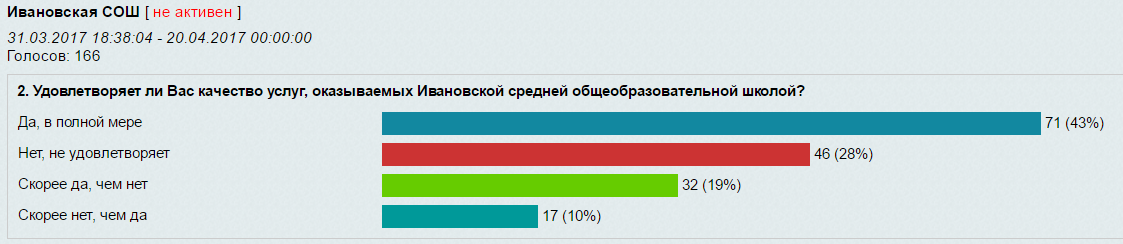 Ивановская СОШ [ не активен ]
31.03.2017 18:38:04 - 20.04.2017 00:00:00
Голосов: 166
2. Удовлетворяет ли Вас качество услуг, оказываемых Ивановской средней общеобразовательной школой?
Да, в полной мере 71 (43%)
Нет, не удовлетворяет 46 (28%)
Скорее да, чем нет 32 (19%)
Скорее нет, чем да 17 (10%)